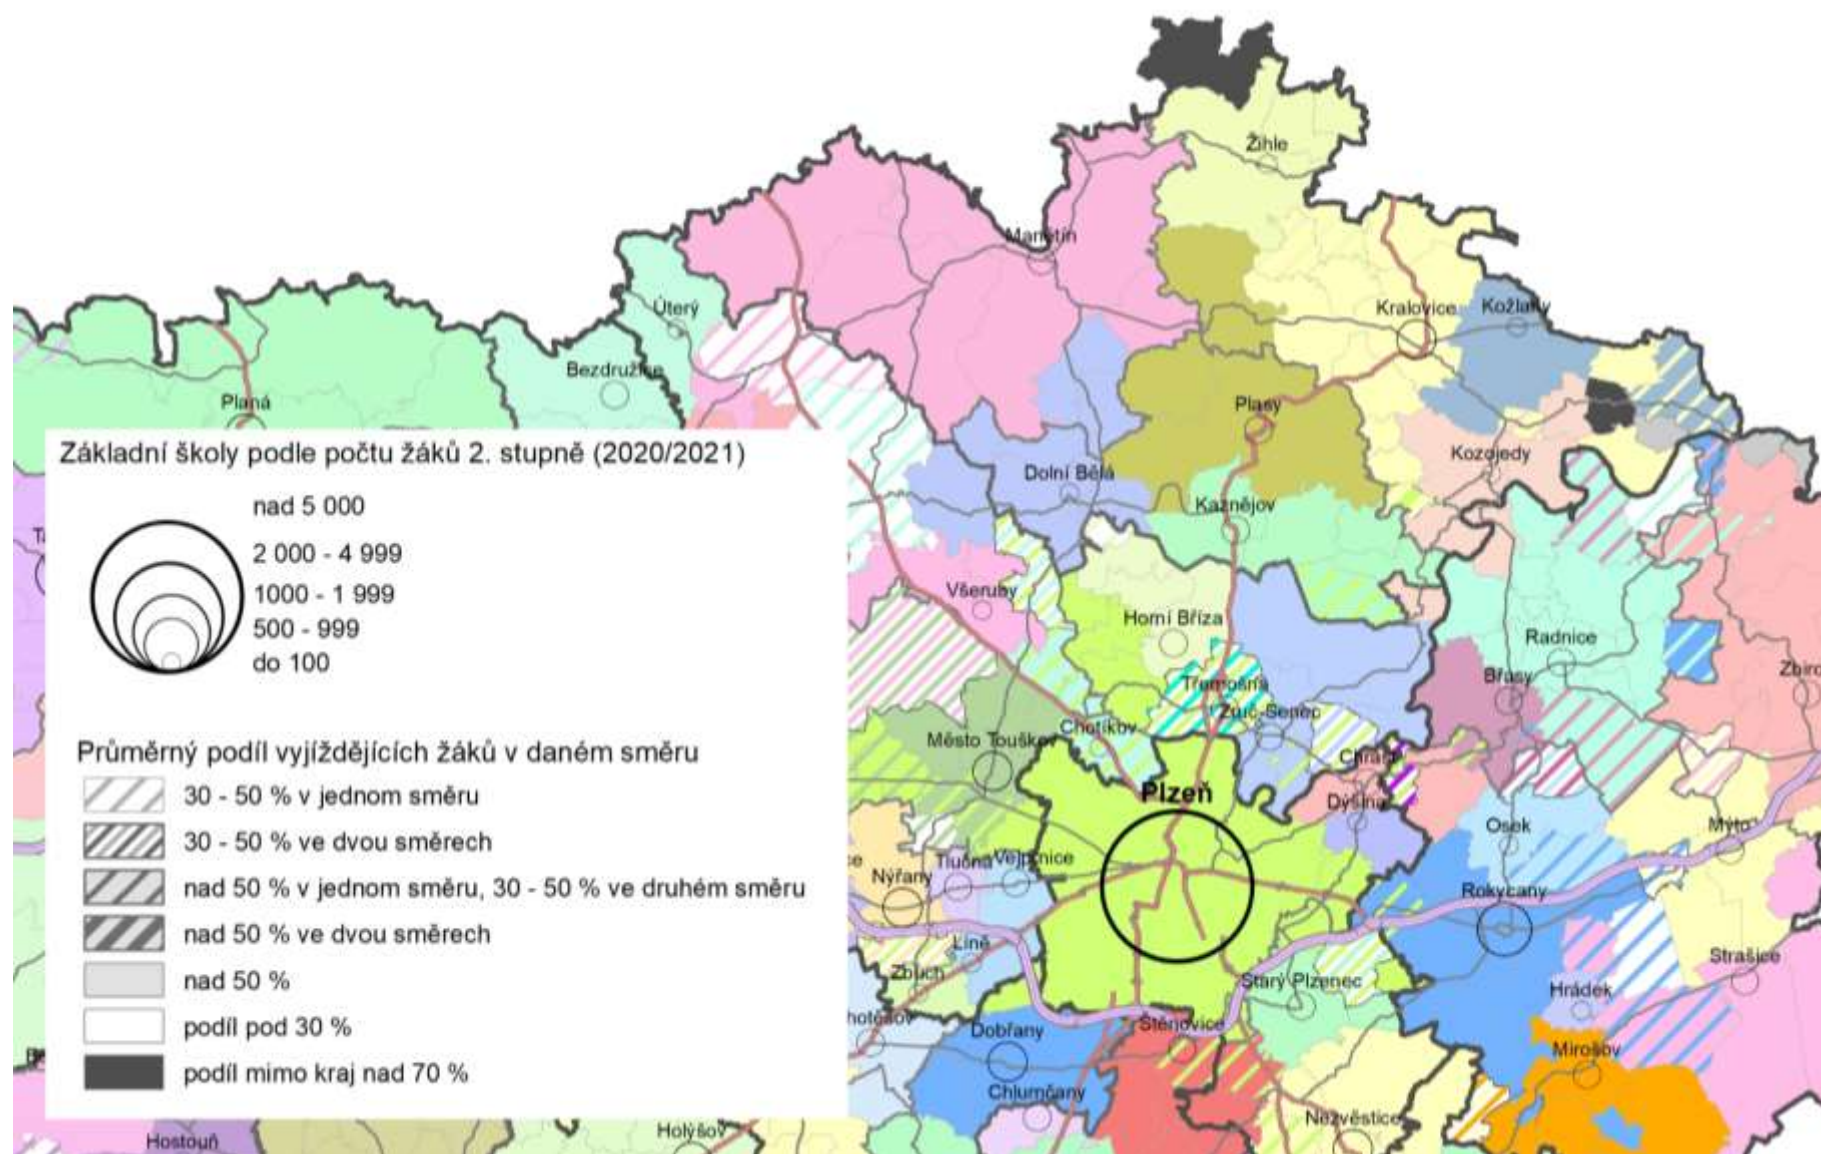 Žihle
Manětín
Úterý
Kralovice
Kožlany
Bezdružice
Planá
Plasy
Základní školy podle počtu žáků 2. stupně (2020/2021)
Kozojedy
Dolní Bělá
nad 5 000
Kaznějov
2 000 - 4 999
1000 - 1 999
Všeruby
500 - 999
Horní Bříza
Radnice
do 100
Břasy
Třemošná
Zruč-Senec
Chotíkov
Město Touškov
Průměrný podíl vyjíždějících žáků v daném směru
Chrást
30 - 50 % v jednom směru
Plzeň
Dýšina
Osek
Mýto
30 - 50 % ve dvou směrech
Tlučná
Vejprnice
Nýřany
nad 50 % v jednom směru, 30 - 50 % ve druhém směru
Rokycany
nad 50 % ve dvou směrech
Líně
Strašice
Zbůch
Starý Plzenec
nad 50 %
Hrádek
podíl pod 30 %
Dobřany
Štěnovice
Mirošov
podíl mimo kraj nad 70 %
Chlumčany
Nezvěstice
Holýšov
Hostouň